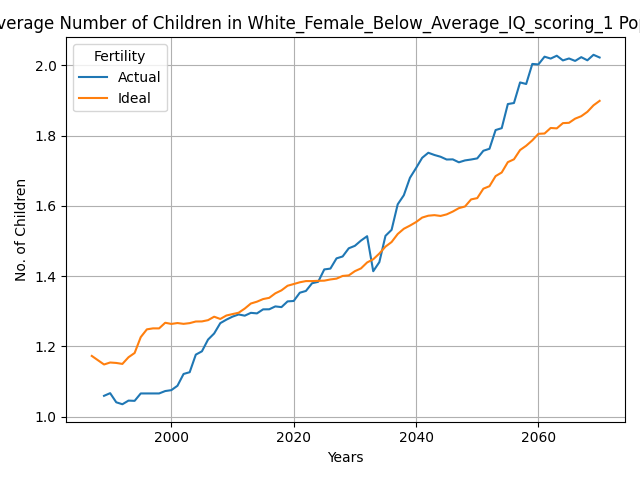 verage Number of Children in White_Female_Below_Average_IQ_scoring_1 Pop
Fertility
Actual
Ideal
2.0
1.8
1.6
1.4
1.2
1.0
No. of Children
2000
2020
2040
2060
Years